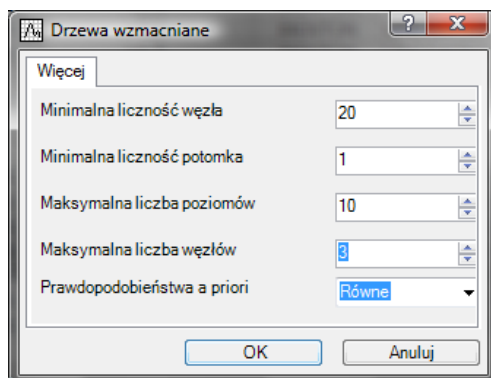 Drzewa wzmacniane
Więcej
Minimalna liczność węzła 20
Minimalna liczność potomka 1
Maksymalna liczba poziomów 10
Maksymalna liczba węzłów 3
Prawdopodobieństwa a priori Równe
OK Anuluj